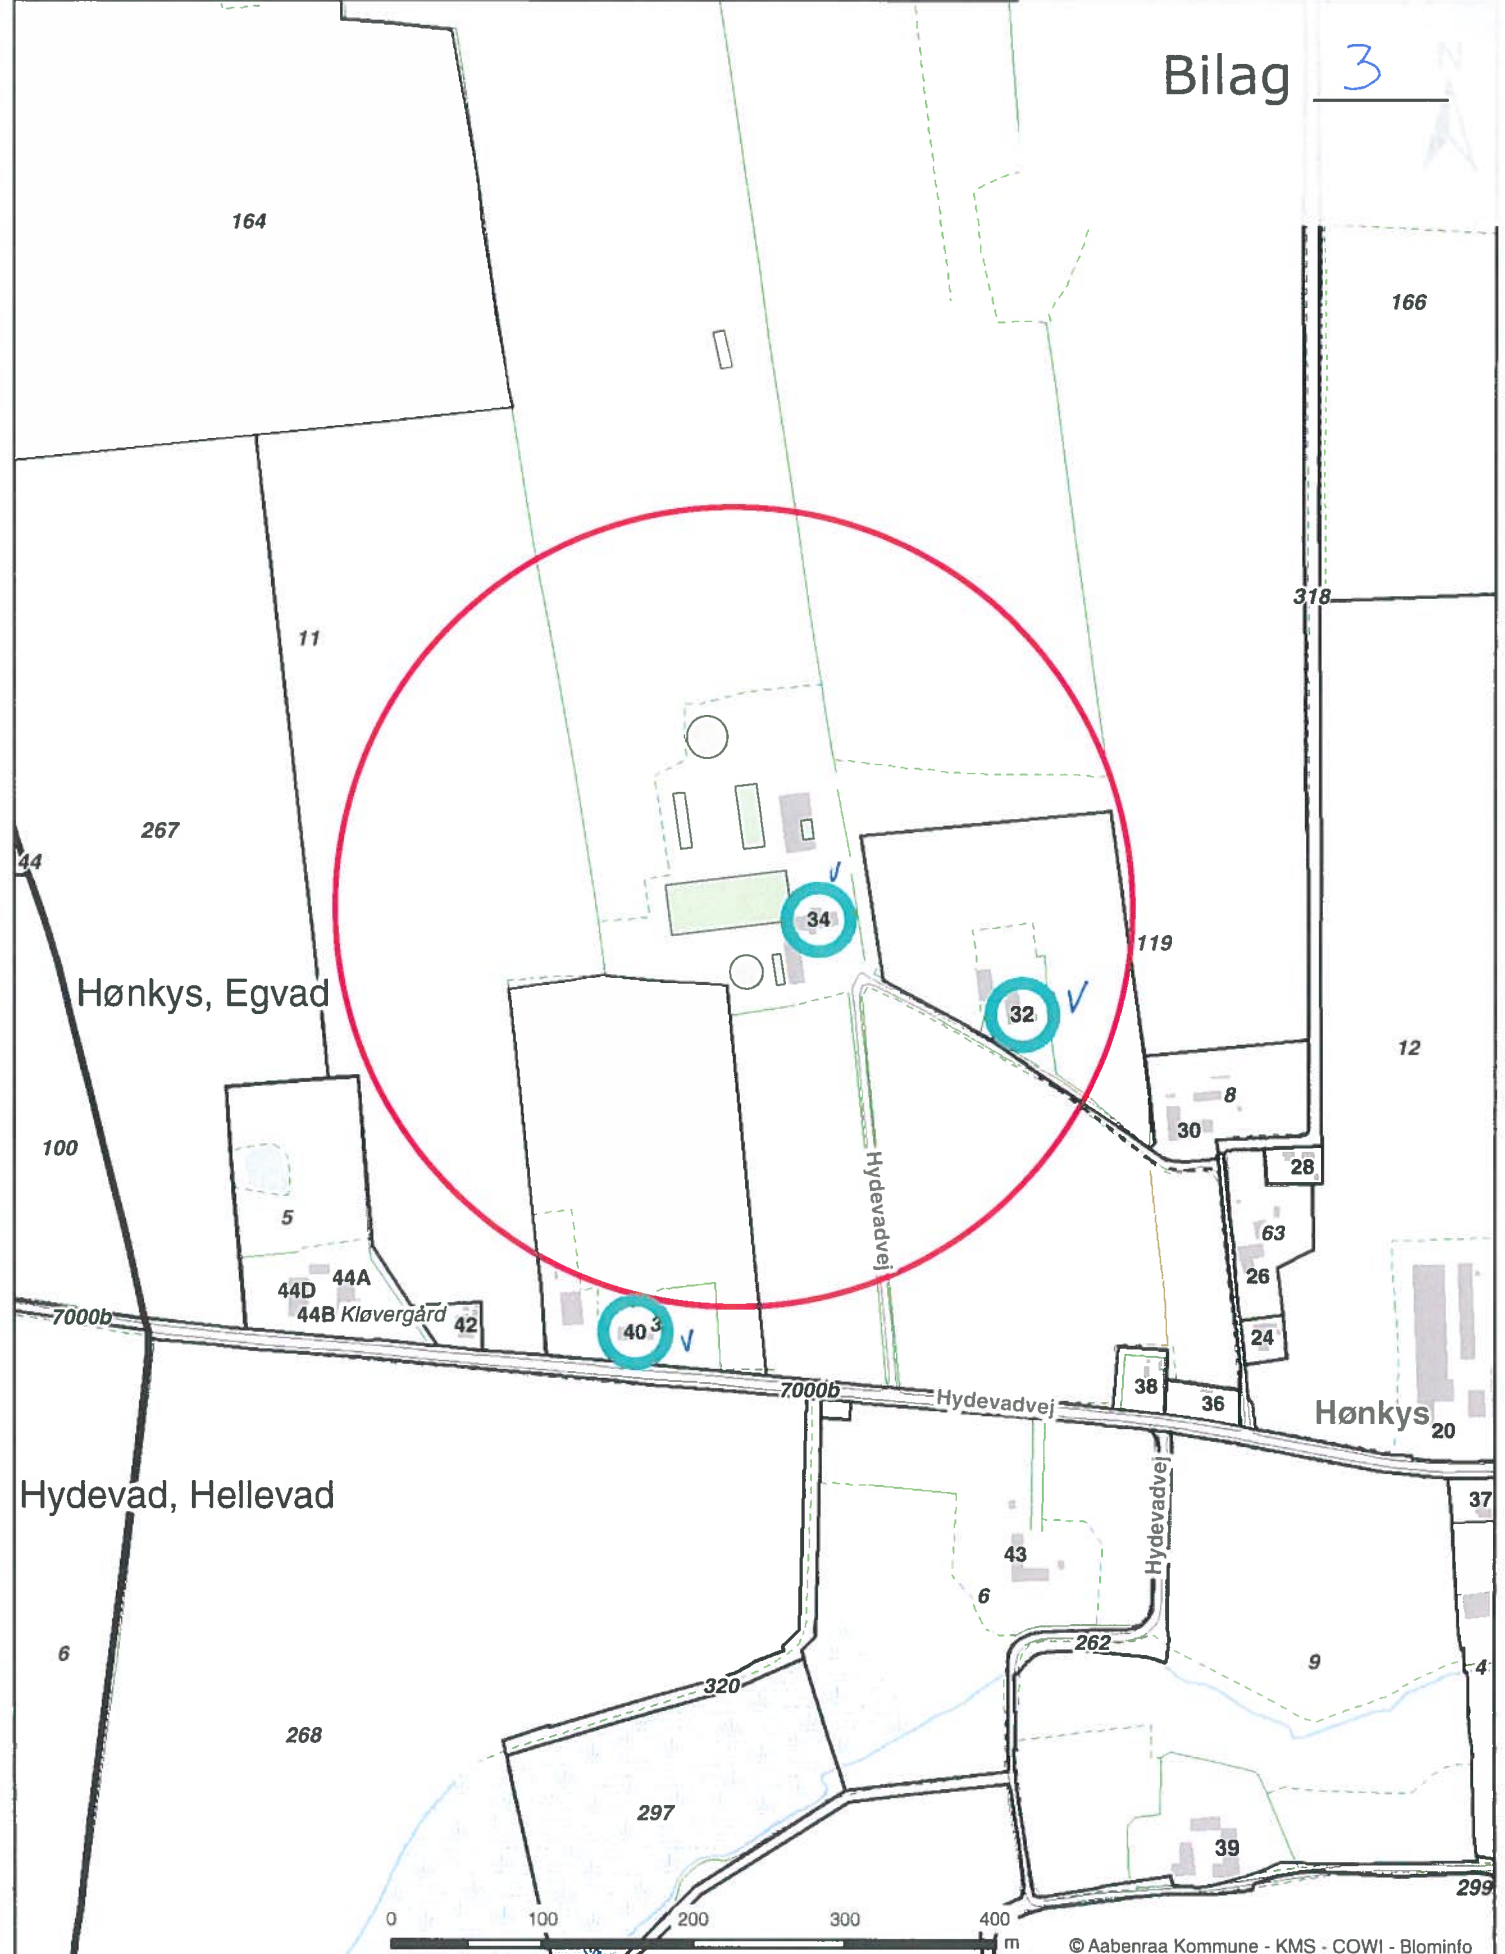 Bilag 3
N
164
166
318
11
267
44
34
119
Hønkys, Egvad
32
12
8
100
30
28
Hydevadvej
5
63
44A
26
44D
44B Kløvergård
42
7000b
40 3
24
7000b
Hydevadvej
38
36
Hønkys
20
Hydevad, Hellevad
37
Hydevadvej
43
6
262
6
9
4
320
268
297
39
299
0 100 200 300 400
m
© Aabenraa Kommune - KMS - COWI - Blominfo